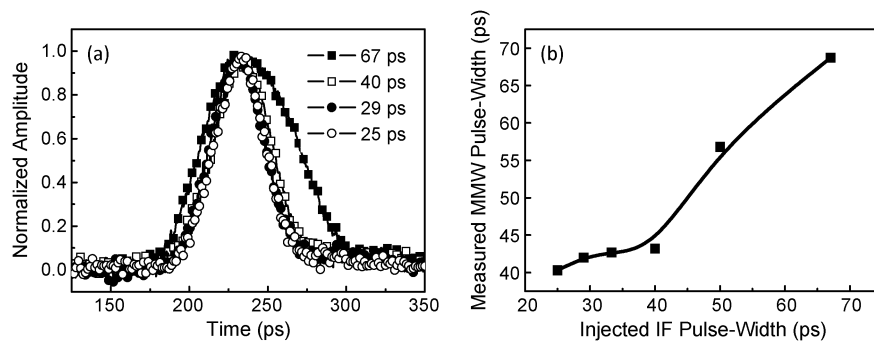 (a)
67 ps
40 ps
29 ps
25 ps
Normalized Amplitude
1.0
0.8
0.6
0.4
0.2
0.0
150
200
250
300
350
Time (ps)
(b)
Measured MMW Pulse-Width (ps)
70
65
60
55
50
45
40
20
30
40
50
60
70
Injected IF Pulse-Width (ps)